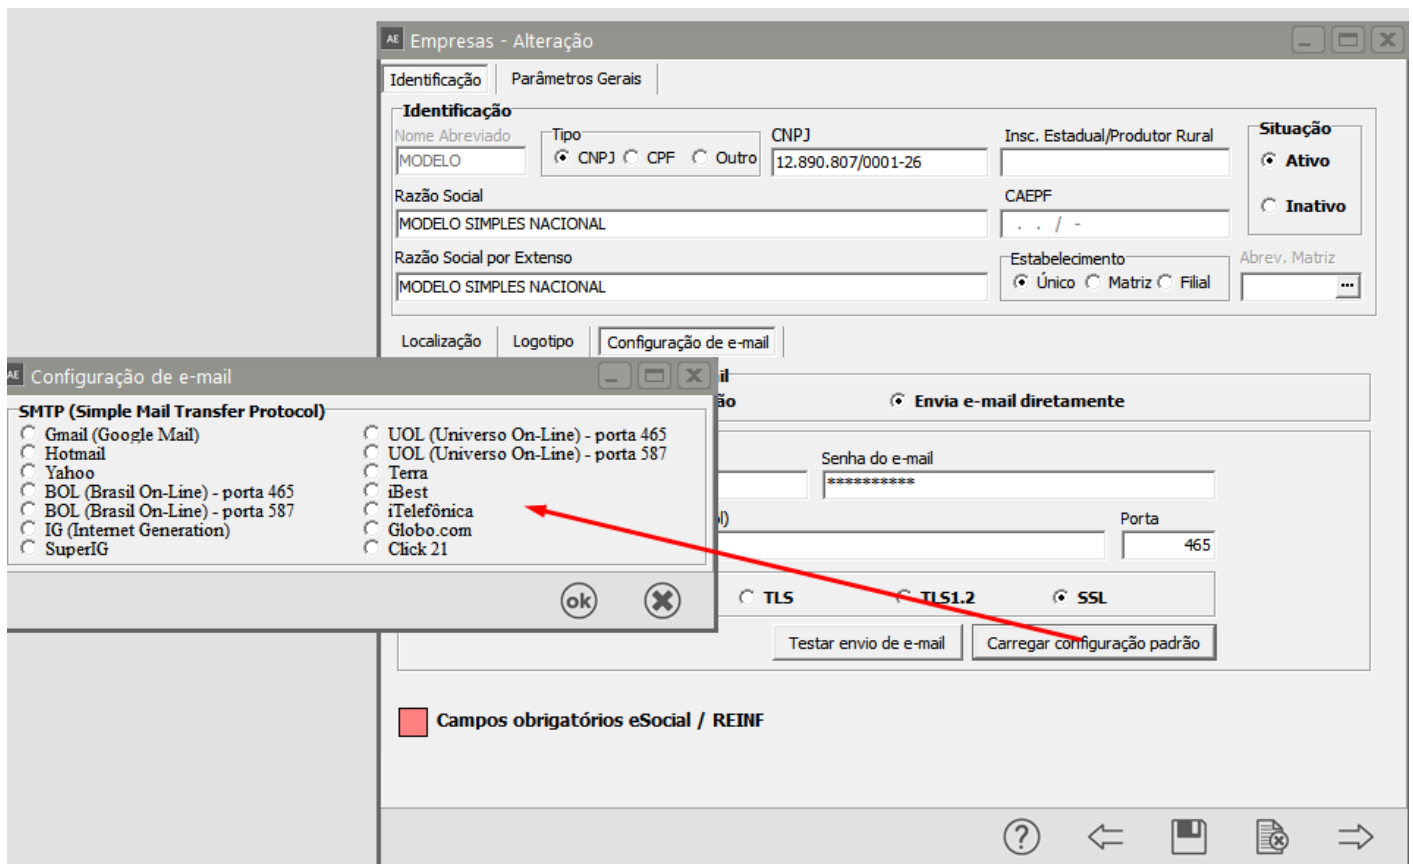 AE Empresas - Alteração
Identificação Parâmetros Gerais
Identificação
Nome Abreviado Tipo CNPJ Insc. Estadual/Produtor Rural Situação
MODELO CNPJ CPF Outro 12.890.807/0001-26 Ativo
Razão Social CAEPF
MODELO SIMPLES NACIONAL . . / - Inativo
Razão Social por Extenso Estabelecimento Abrev. Matriz
MODELO SIMPLES NACIONAL Único Matriz Filial ...
Localização Logotipo Configuração de e-mail
il
ão Envia e-mail diretamente
Senha do e-mail
**********
l) Porta
465
TLS TLS1.2 SSL
Testar envio de e-mail Carregar configuração padrão
AE Configuração de e-mail
SMTP (Simple Mail Transfer Protocol)
Gmail (Google Mail) UOL (Universo On-Line) - porta 465
Hotmail UOL (Universo On-Line) - porta 587
Yahoo Terra
BOL (Brasil On-Line) - porta 465 iBest
BOL (Brasil On-Line) - porta 587 iTelefônica
IG (Internet Generation) Globo.com
SuperIG Click 21
ok
Campos obrigatórios eSocial / REINF
?